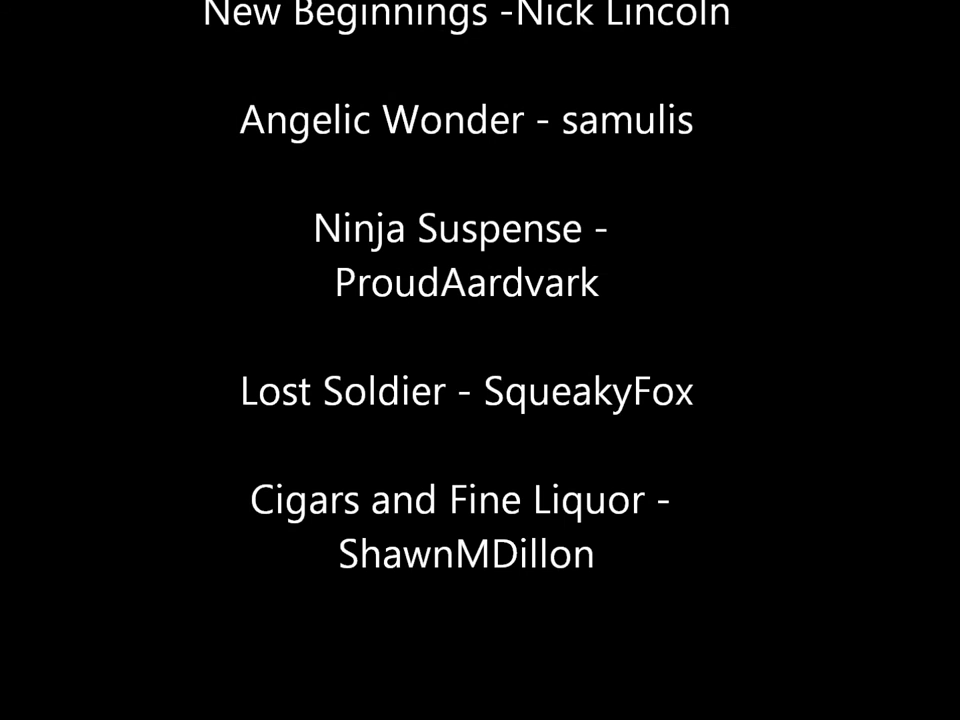 New Beginnings -Nick Lincoln
Angelic Wonder - samulis
Ninja Suspense -
ProudAardvark
Lost Soldier - SqueakyFox
Cigars and Fine Liquor -
ShawnMDillon